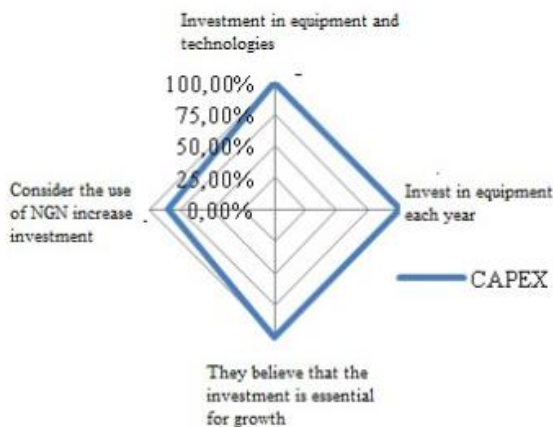 Investment in equipment and
technologies
100,00%
75,00%
50,00%
25,00%
0,00%
Consider the use
of NGN increase
investment
Invest in equipment
each year
CAPEX
They believe that the
investment is essential
for growth